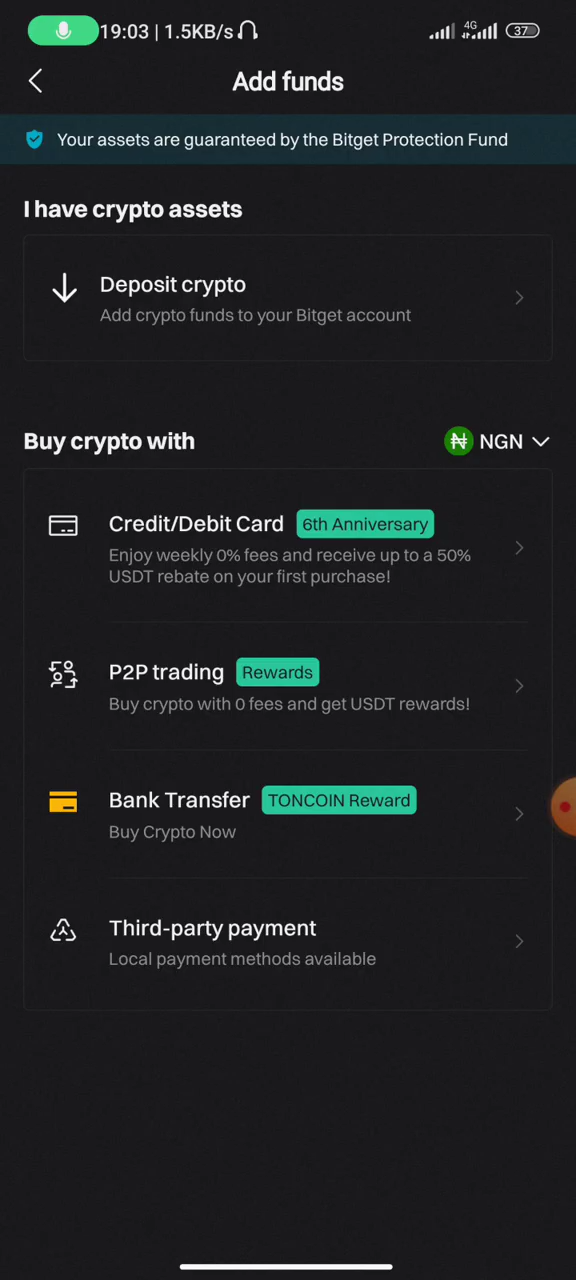 19:03 | 1.5KB/s 4G 37
Add funds
Your assets are guaranteed by the Bitget Protection Fund
I have crypto assets
Deposit crypto
Add crypto funds to your Bitget account
Buy crypto with ₦ NGN
Credit/Debit Card 6th Anniversary
Enjoy weekly 0% fees and receive up to a 50%
USDT rebate on your first purchase!
P2P trading Rewards
Buy crypto with 0 fees and get USDT rewards!
Bank Transfer TONCOIN Reward
Buy Crypto Now
Third-party payment
Local payment methods available